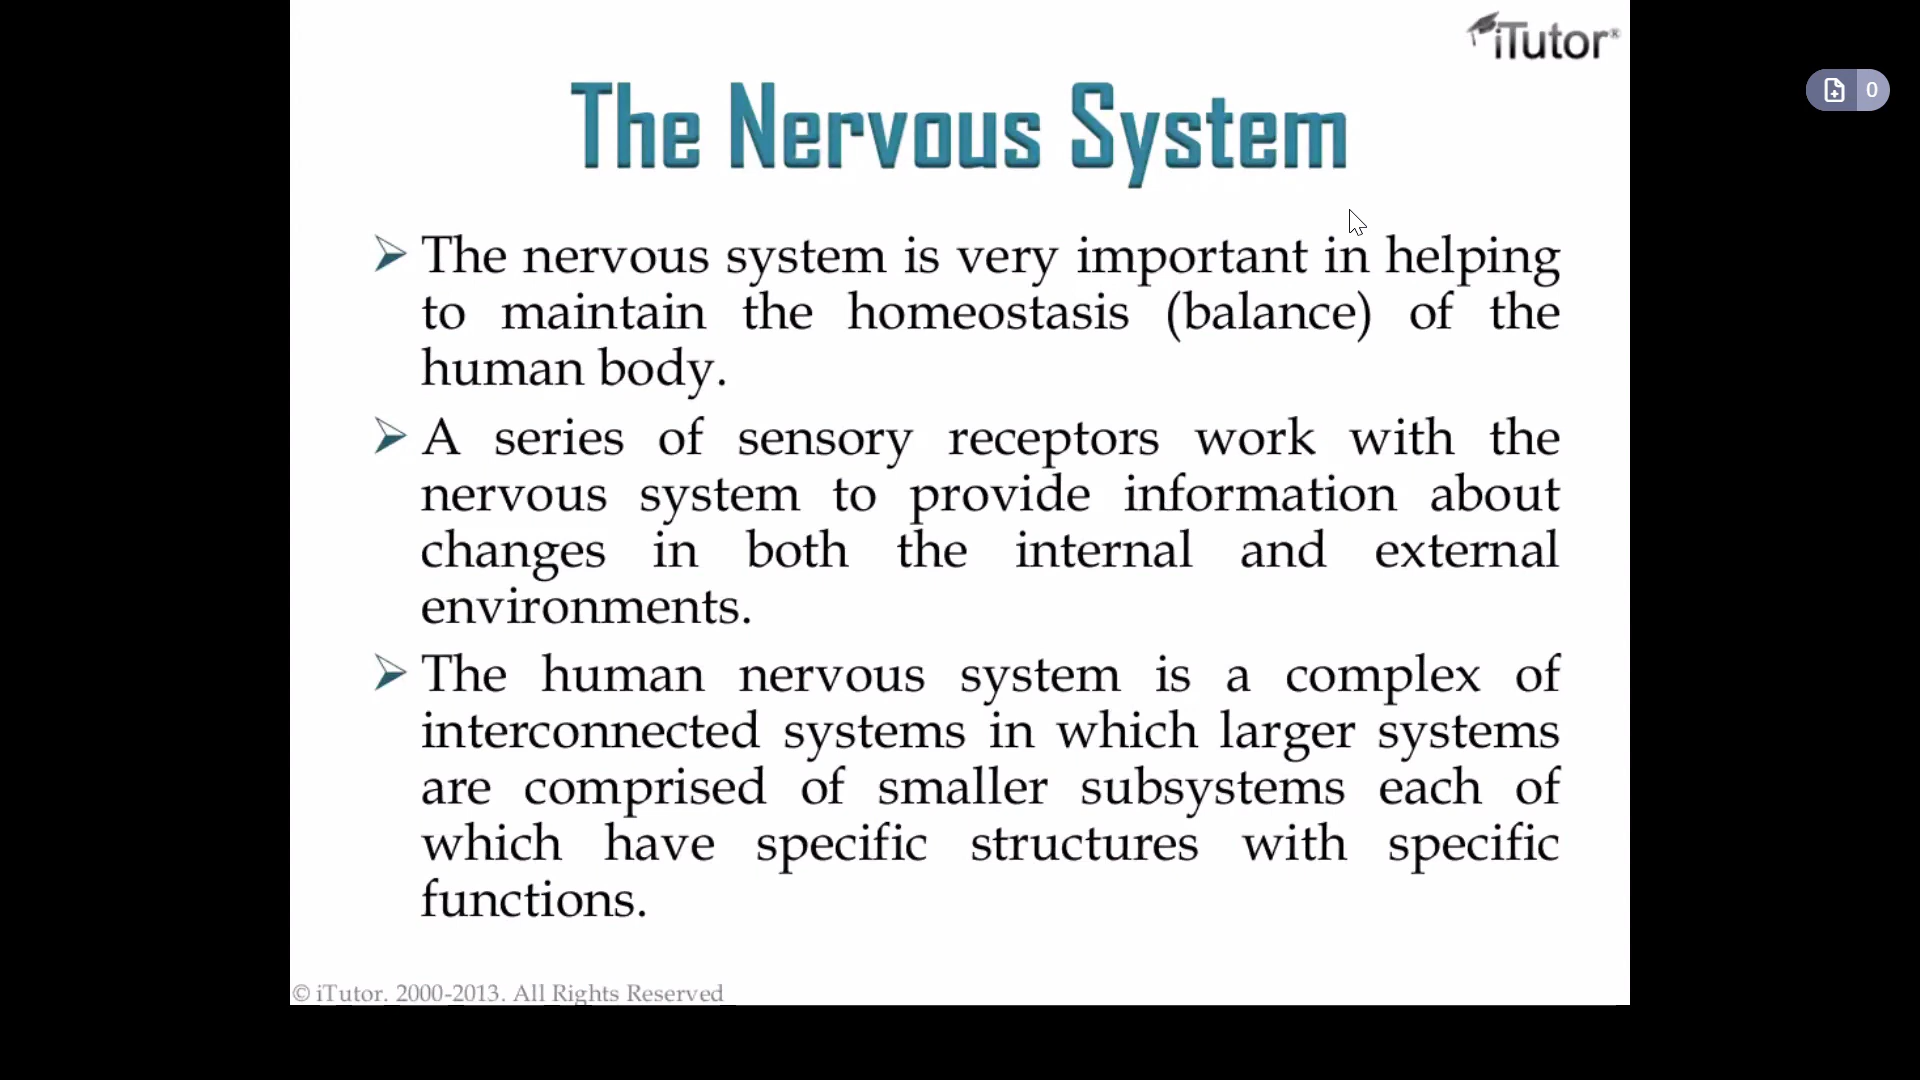 iTutor®
0
The Nervous System
➢ The nervous system is very important in helping
to maintain the homeostasis (balance) of the
human body.
➢ A series of sensory receptors work with the
nervous system to provide information about
changes in both the internal and external
environments.
➢ The human nervous system is a complex of
interconnected systems in which larger systems
are comprised of smaller subsystems each of
which have specific structures with specific
functions.
© iTutor. 2000-2013. All Rights Reserved